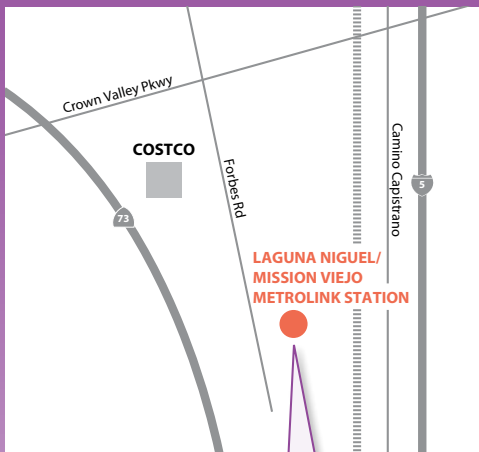 Crown Valley Pkwy
COSTCO
Forbes Rd
Camino Capistrano
5
73
LAGUNA NIGUEL/
MISSION VIEJO
METROLINK STATION